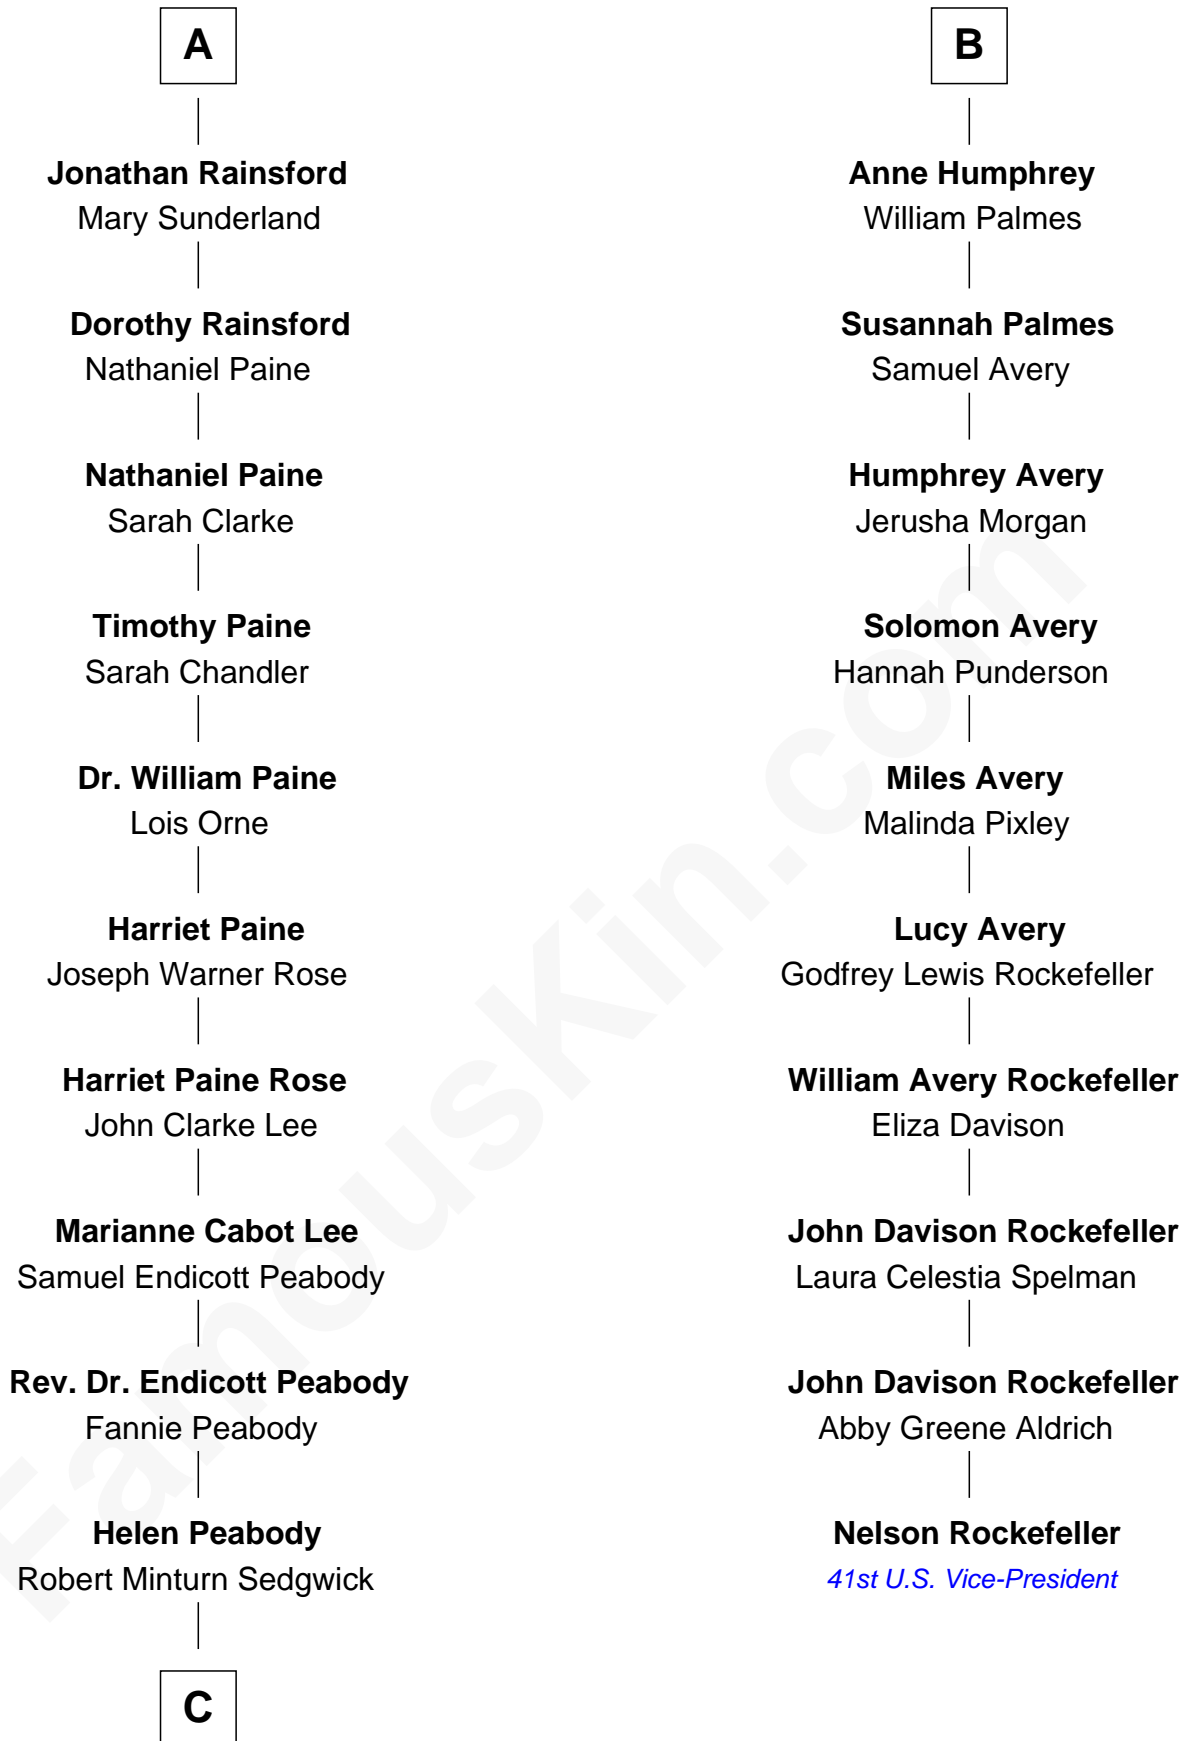 A
Jonathan Rainsford
Mary Sunderland
Dorothy Rainsford
Nathaniel Paine
Nathaniel Paine
Sarah Clarke
Timothy Paine
Sarah Chandler
Dr. William Paine
Lois Orne
Harriet Paine
Joseph Warner Rose
Harriet Paine Rose
John Clarke Lee
Marianne Cabot Lee
Samuel Endicott Peabody
Rev. Dr. Endicott Peabody
Fannie Peabody
Helen Peabody
Robert Minturn Sedgwick
C
B
Anne Humphrey
William Palmes
Susannah Palmes
Samuel Avery
Humphrey Avery
Jerusha Morgan
Solomon Avery
Hannah Punderson
Miles Avery
Malinda Pixley
Lucy Avery
Godfrey Lewis Rockefeller
William Avery Rockefeller
Eliza Davison
John Davison Rockefeller
Laura Celestia Spelman
John Davison Rockefeller
Abby Greene Aldrich
Nelson Rockefeller
41st U.S. Vice-President
FamousKin.com